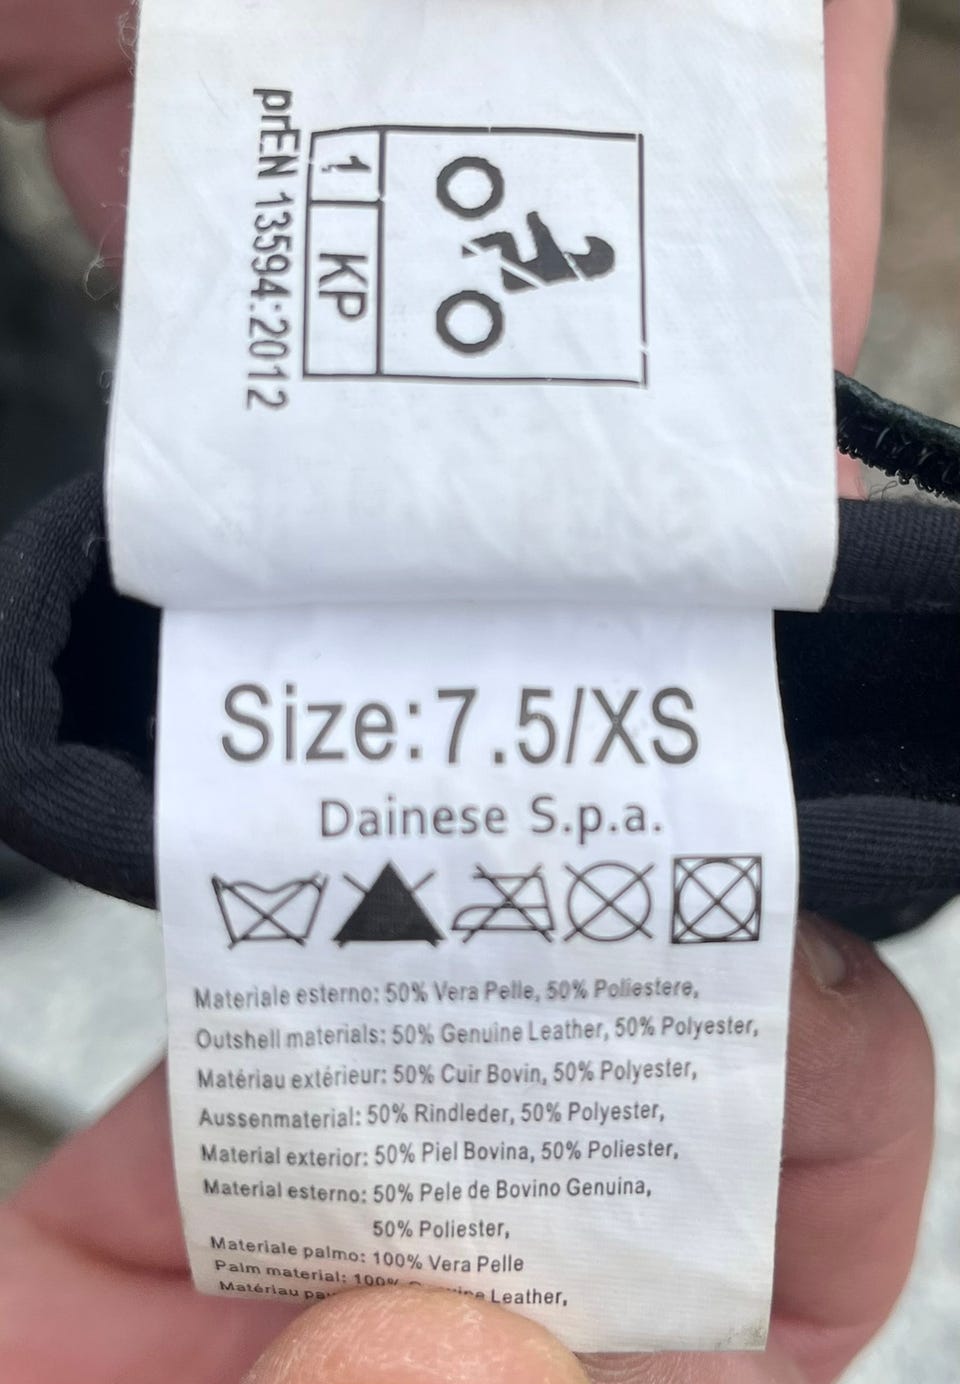 prEN 13594:2012
1 KP
Size:7.5/XS
Dainese S.p.a.
Materiale esterno: 50% Vera Pelle, 50% Poliestere,
Outshell materials: 50% Genuine Leather, 50% Polyester,
Matériau extérieur: 50% Cuir Bovin, 50% Polyester,
Aussenmaterial: 50% Rindleder, 50% Polyester,
Material exterior: 50% Piel Bovina, 50% Poliester,
Material esterno: 50% Pele de Bovino Genuina,
50% Poliester,
Materiale palmo: 100% Vera Pelle
Palm material: 100% Leather,
Matériau